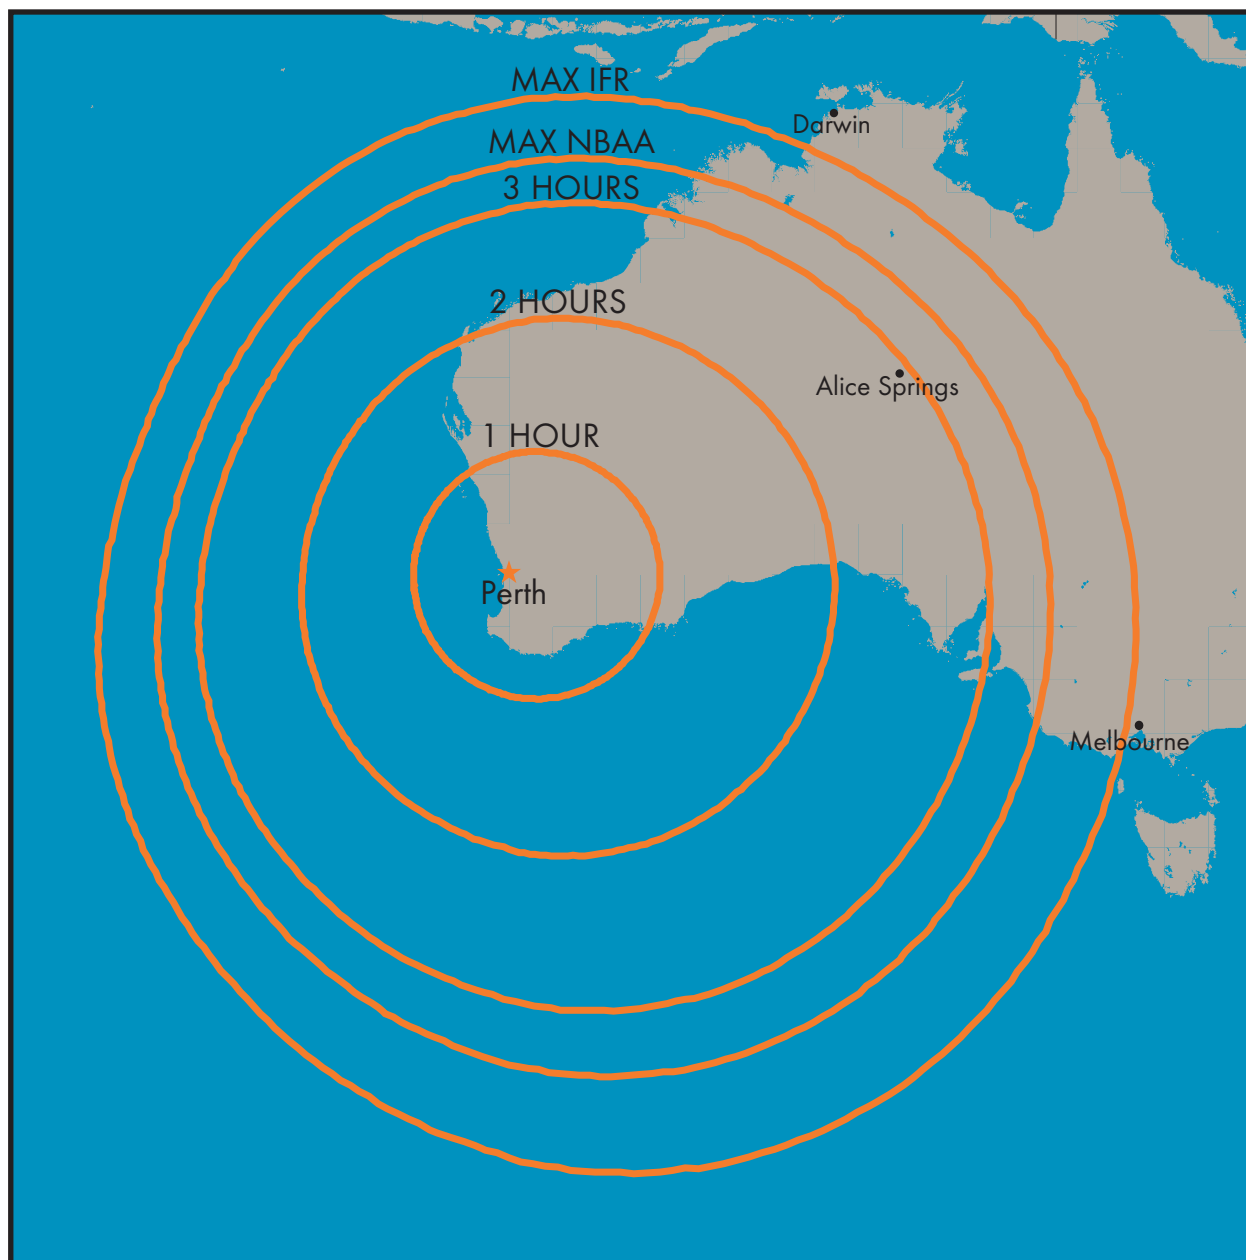 MAX IFR
Darwin
MAX NBAA
3 HOURS
2 HOURS
Alice Springs
1 HOUR
Perth
Melbourne